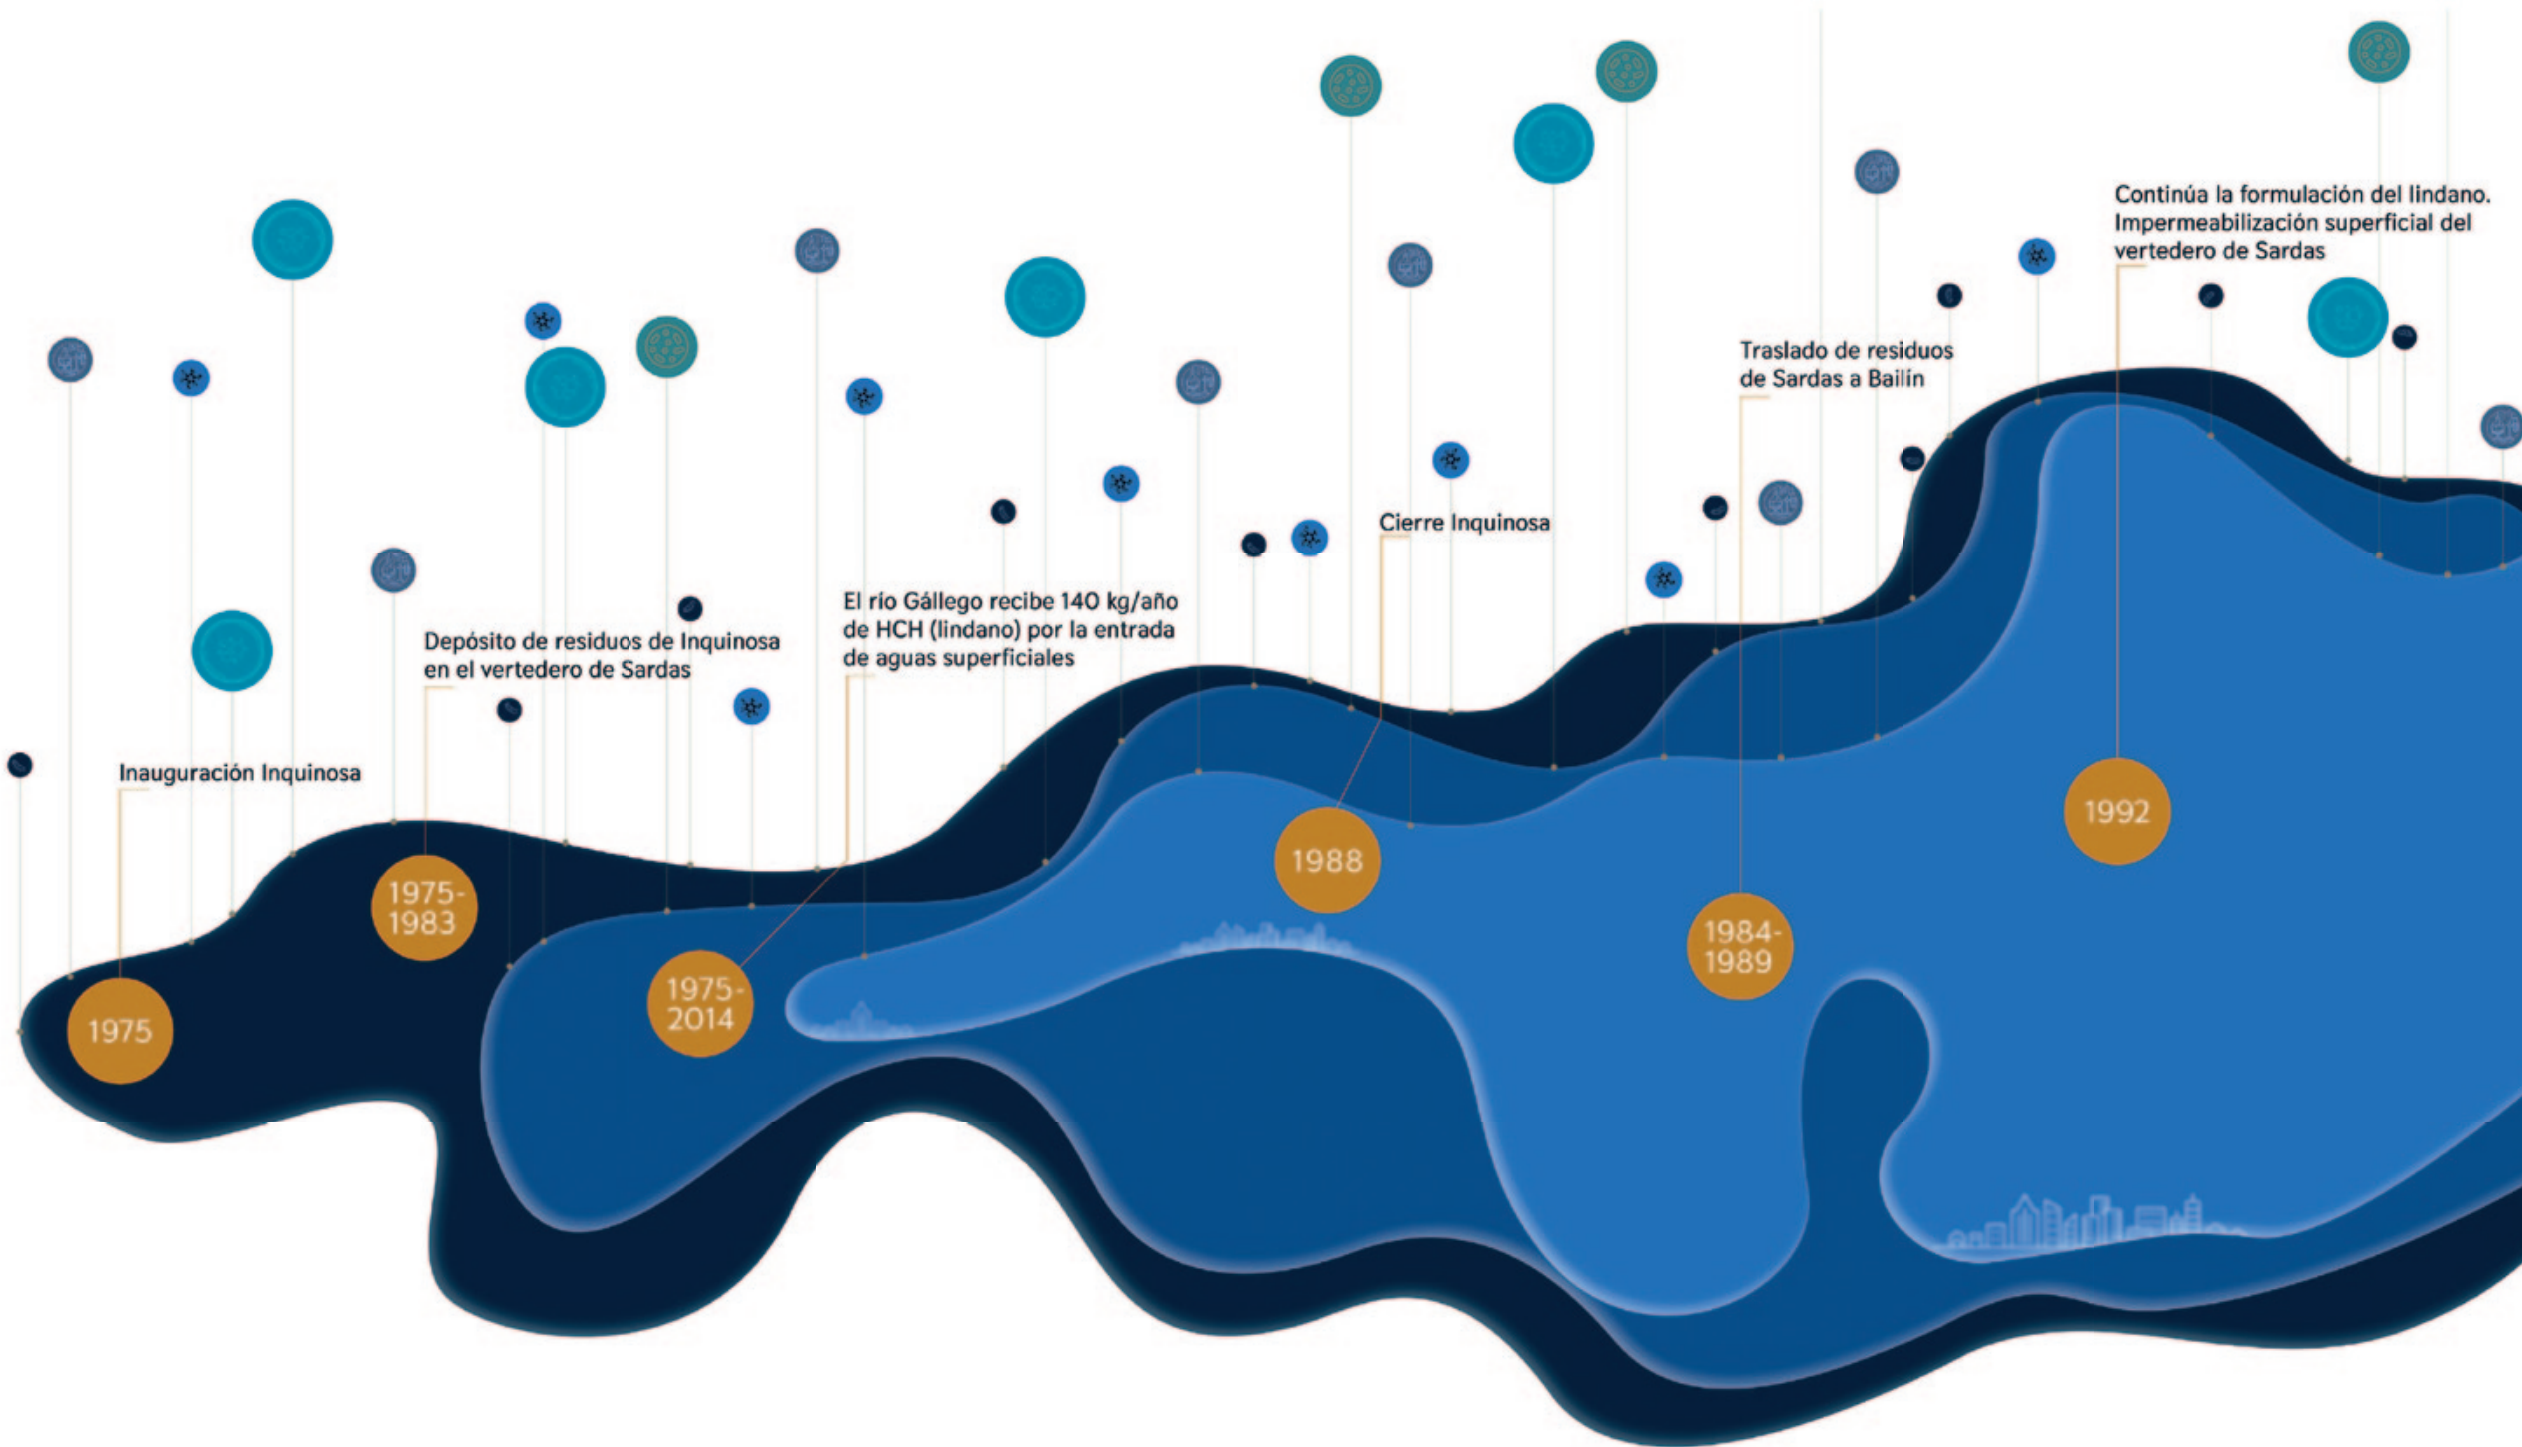 Inauguración Inquinosa
1975
Depósito de residuos de Inquinosa
en el vertedero de Sardas
1975-
1983
El río Gállego recibe 140 kg/año
de HCH (lindano) por la entrada
de aguas superficiales
1975-
2014
Cierre Inquinosa
1988
Traslado de residuos
de Sardas a Bailín
1984-
1989
Continúa la formulación del lindano.
Impermeabilización superficial del
vertedero de Sardas
1992